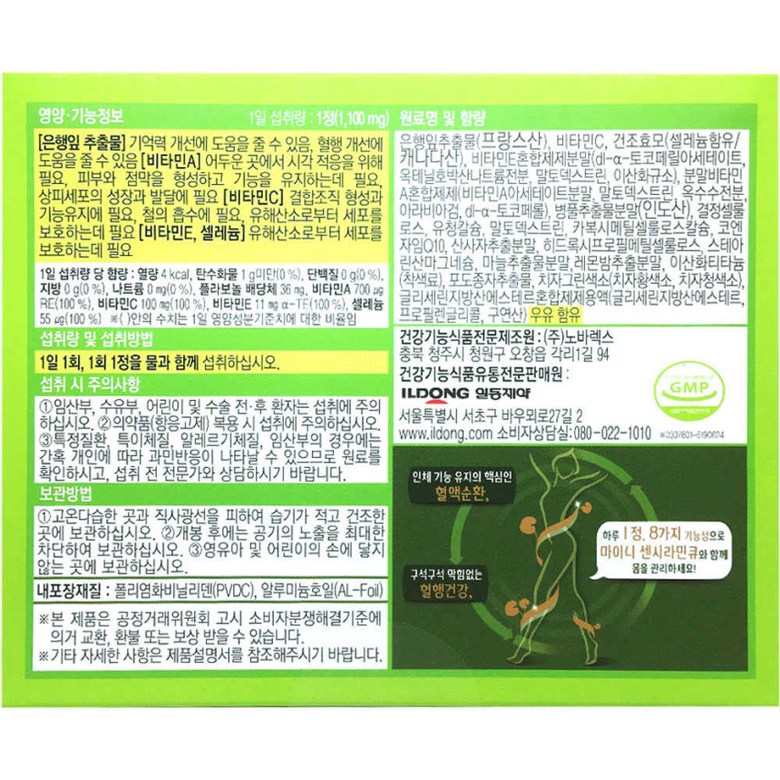 영양·기능정보 1일 섭취량 : 1정(1,100 mg)
[은행잎 추출물] 기억력 개선에 도움을 줄 수 있음, 혈행 개선에
도움을 줄 수 있음 [비타민A] 어두운 곳에서 시각 적응을 위해
필요, 피부와 점막을 형성하고 기능을 유지하는데 필요,
상피세포의 성장과 발달에 필요 [비타민C] 결합조직 형성과
기능유지에 필요, 철의 흡수에 필요, 유해산소로부터 세포를
보호하는데 필요 [비타민E, 셀레늄] 유해산소로부터 세포를
보호하는데 필요
1일 섭취량 당 함량 : 열량 4 kcal, 탄수화물 1 g미만(0 %), 단백질 0 g(0 %),
지방 0 g(0 %), 나트륨 0 mg(0 %), 플라보놀 배당체 36 mg, 비타민A 700 μg
RE(100 %), 비타민C 100 mg(100 %), 비타민E 11 mg α-TE(100 %), 셀레늄
55 μg(100 %) ※( )안의 수치는 1일 영양성분기준치에 대한 비율임
섭취량 및 섭취방법
1일 1회, 1회 1정을 물과 함께 섭취하십시오.
섭취 시 주의사항
①임산부, 수유부, 어린이 및 수술 전·후 환자는 섭취에 주의
하십시오. ②의약품(항응고제) 복용 시 섭취에 주의하십시오.
③특정질환, 특이체질, 알레르기체질, 임산부의 경우에는
간혹 개인에 따라 과민반응이 나타날 수 있으므로 원료를
확인하시고, 섭취 전 전문가와 상담하시기 바랍니다.
보관방법
①고온다습한 곳과 직사광선을 피하여 습기가 적고 건조한
곳에 보관하십시오. ②개봉 후에는 공기의 노출을 최대한
차단하여 보관하십시오. ③영유아 및 어린이의 손에 닿지
않는 곳에 보관하십시오.
내포장재질 : 폴리염화비닐리덴(PVDC), 알루미늄호일(AL-Foil)
※본 제품은 공정거래위원회 고시 소비자분쟁해결기준에
의거 교환, 환불 또는 보상 받을 수 있습니다.
※기타 자세한 사항은 제품설명서를 참조해주시기 바랍니다.
원료명 및 함량
은행잎추출물(프랑스산), 비타민C, 건조효모(셀레늄함유/
캐나다산), 비타민E혼합제제분말(dl-α-토코페릴아세테이트,
옥테닐호박산나트륨전분, 말토덱스트린, 이산화규소), 분말비타민
A혼합제제(비타민A아세테이트분말, 말토덱스트린, 옥수수전분,
아라비아검, dl-α-토코페롤), 병풀추출물분말(인도산), 결정셀룰
로스, 유청칼슘, 말토덱스트린, 카복시메틸셀룰로스칼슘, 코엔
자임Q10, 산사자추출분말, 히드록시프로필메틸셀룰로스, 스테아
린산마그네슘, 마늘추출물분말, 레몬밤추출분말, 이산화티타늄
(착색료), 포도종자추출물, 치자그린색소(치자황색소, 치자청색소),
글리세린지방산에스테르혼합제제용액(글리세린지방산에스테르,
프로필렌글리콜, 구연산) 우유 함유
건강기능식품전문제조원 : (주)노바렉스
충북 청주시 청원구 오창읍 각리1길 94
건강기능식품유통전문판매원 :
ILDONG 일동제약
서울특별시 서초구 바우뫼로27길 2
www.ildong.com 소비자상담실:080-022-1010
GMP
인체 기능 유지의 핵심인
혈액순환,
구석구석 막힘없는
혈행건강,
하루 1정, 8가지 기능성으로
마이니 센시라민큐와 함께
몸을 관리하세요!